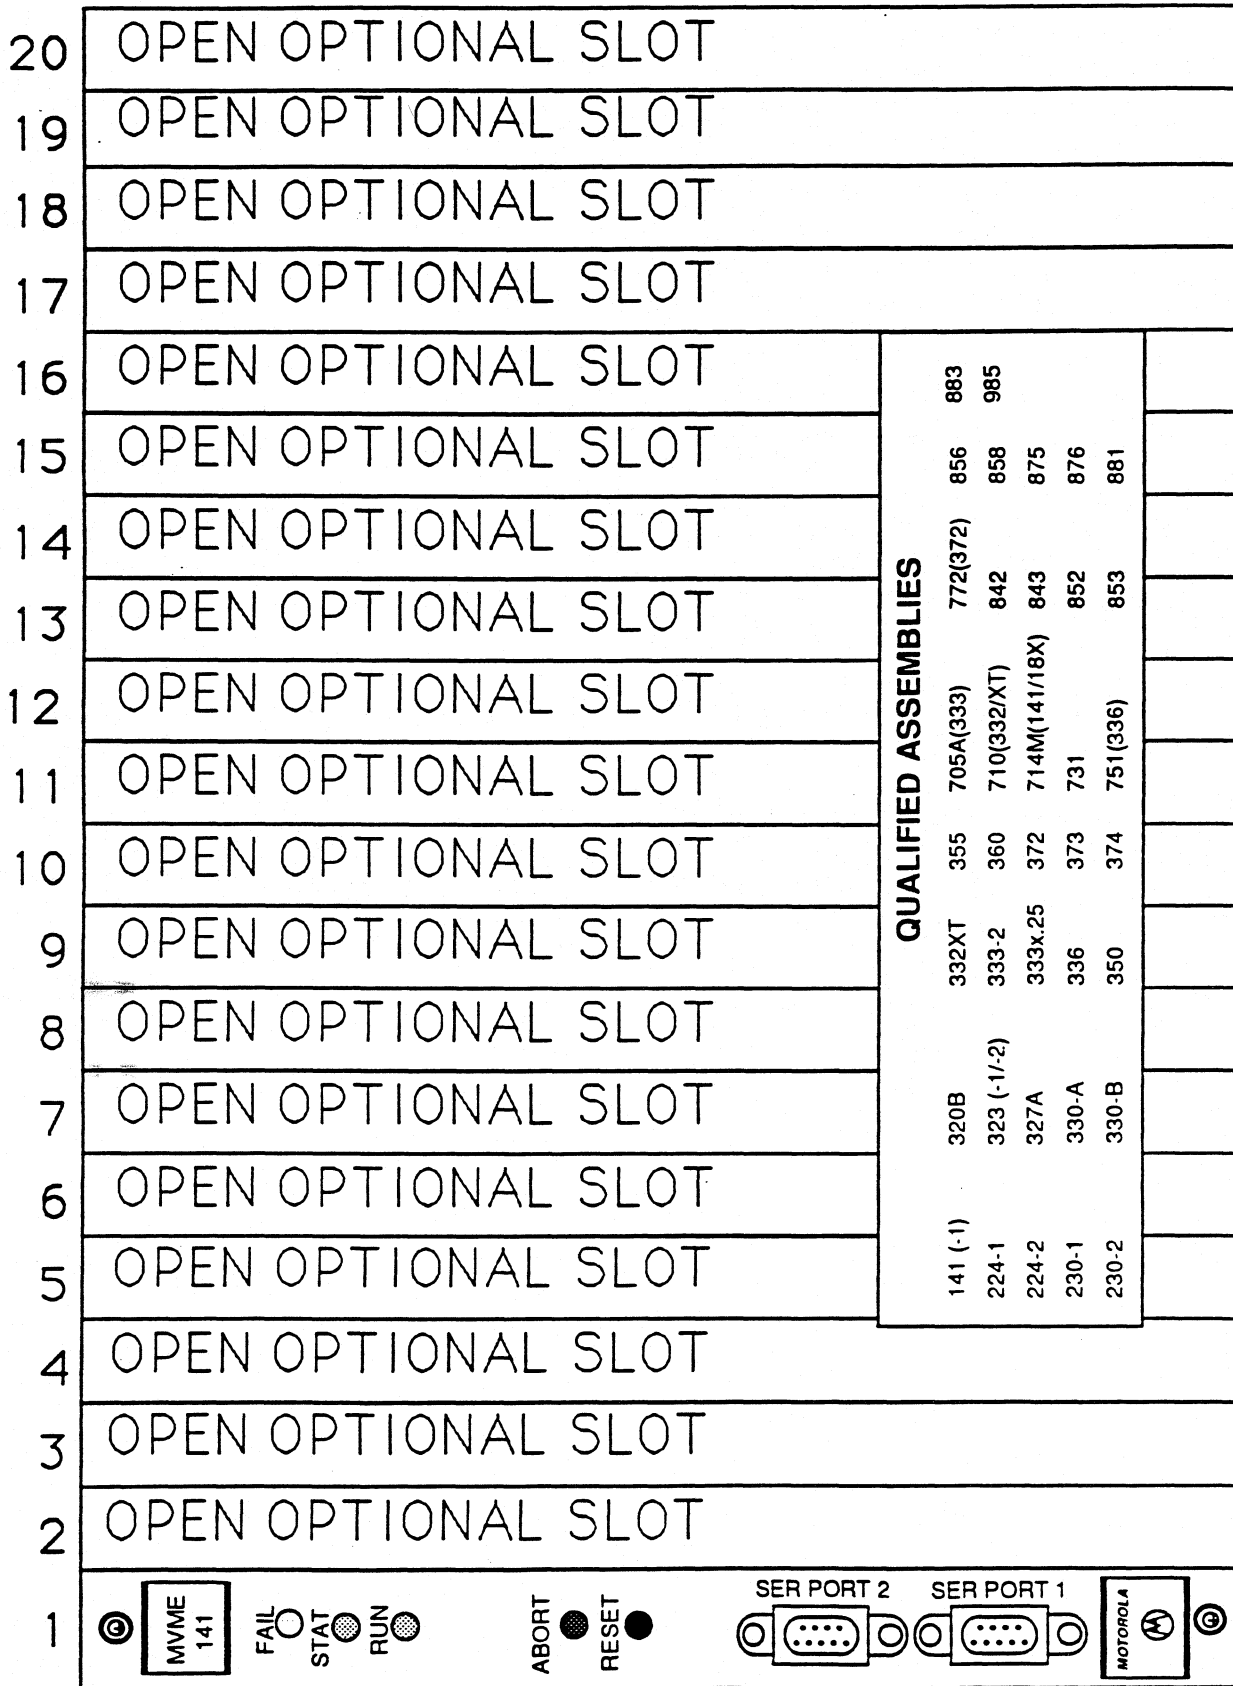 20 OPEN OPTIONAL SLOT
19 OPEN OPTIONAL SLOT
18 OPEN OPTIONAL SLOT
17 OPEN OPTIONAL SLOT
16 OPEN OPTIONAL SLOT
15 OPEN OPTIONAL SLOT
14 OPEN OPTIONAL SLOT
13 OPEN OPTIONAL SLOT
12 OPEN OPTIONAL SLOT
11 OPEN OPTIONAL SLOT
10 OPEN OPTIONAL SLOT
9 OPEN OPTIONAL SLOT
8 OPEN OPTIONAL SLOT
7 OPEN OPTIONAL SLOT
6 OPEN OPTIONAL SLOT
5 OPEN OPTIONAL SLOT
4 OPEN OPTIONAL SLOT
3 OPEN OPTIONAL SLOT
2 OPEN OPTIONAL SLOT
QUALIFIED ASSEMBLIES
141 (-1) 320B 332XT 355 705A(333) 772(372) 856 883
224-1 323 (-1/-2) 333-2 360 710(332/XT) 842 858 985
224-2 327A 333x.25 372 714M(141/18X) 843 875
230-1 330-A 336 373 731 852 876
230-2 330-B 350 374 751(336) 853 881
1
MVME
141
FAIL
STAT
RUN
ABORT
RESET
SER PORT 2
SER PORT 1
MOTOROLA